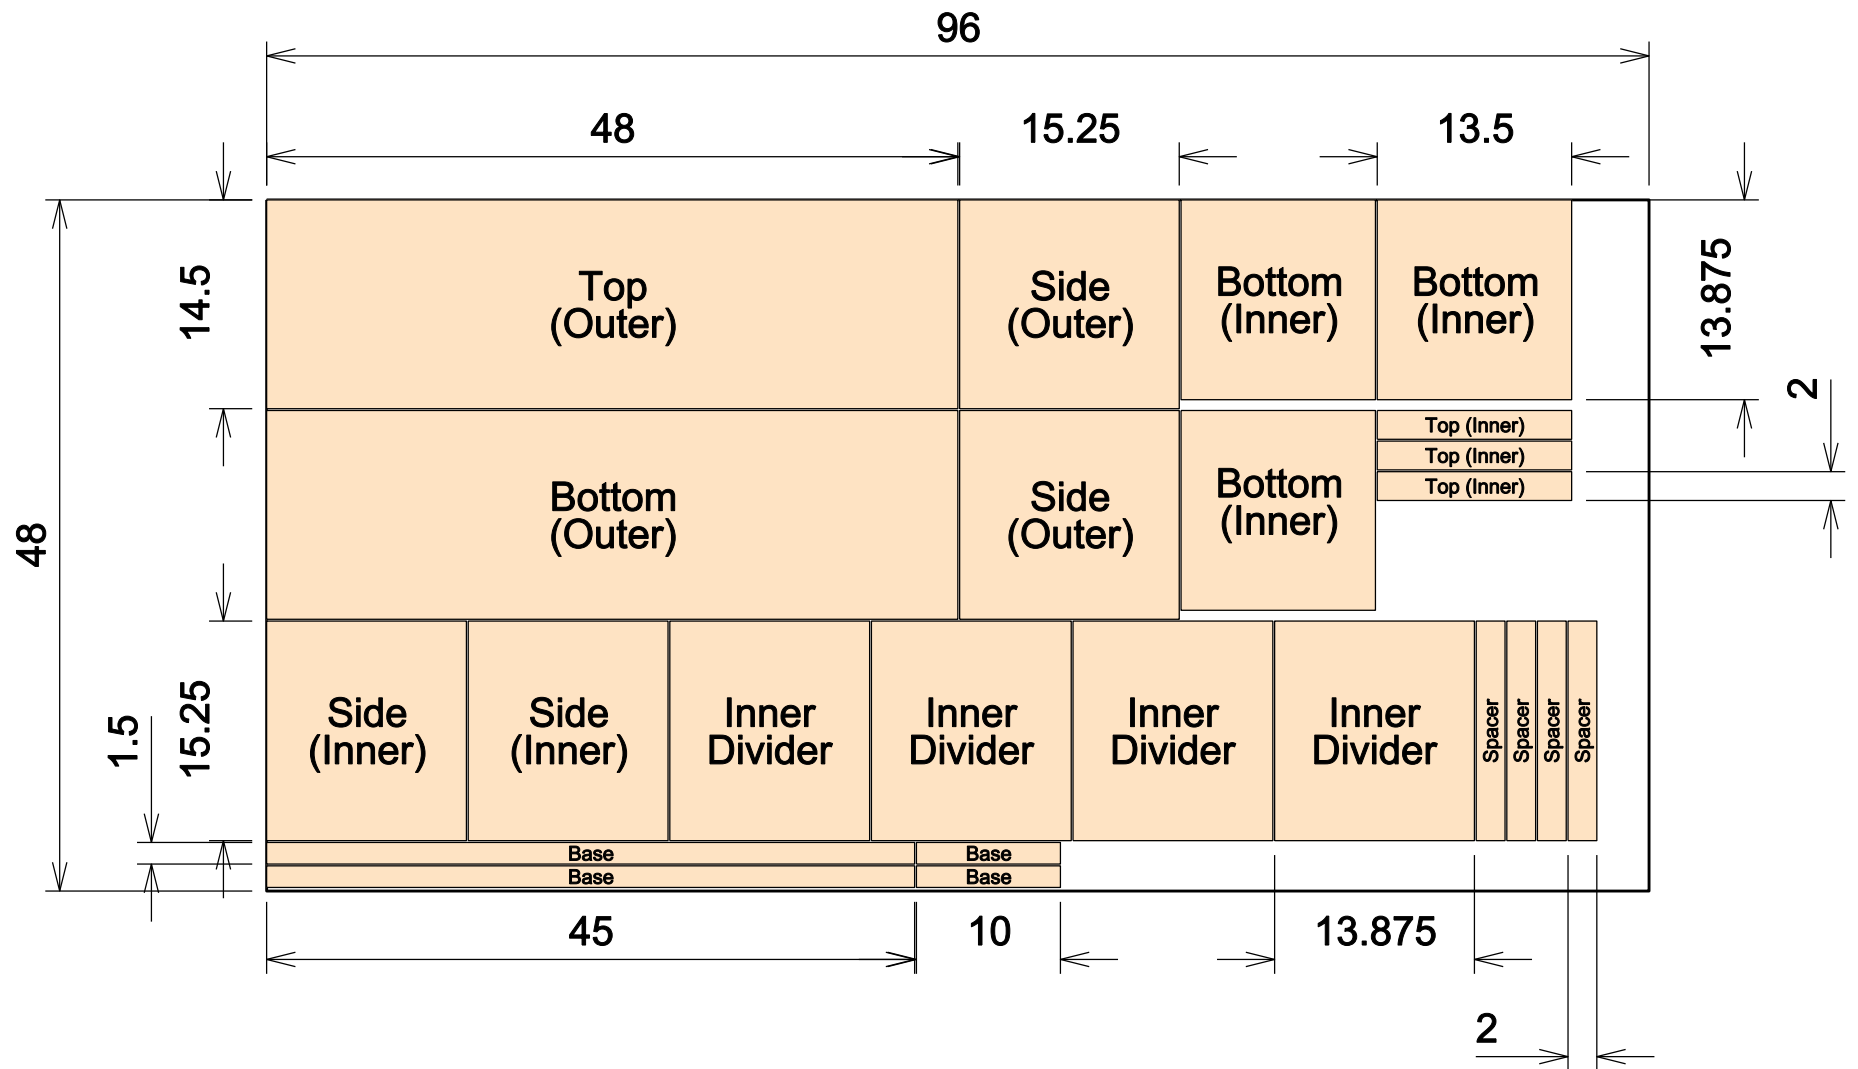 96
48
15.25
13.5
14.5
Top
(Outer)
Side
(Outer)
Bottom
(Inner)
Bottom
(Inner)
13.875
2
Top (Inner)
Top (Inner)
Top (Inner)
48
Bottom
(Outer)
Side
(Outer)
Bottom
(Inner)
1.5
15.25
Side
(Inner)
Side
(Inner)
Inner
Divider
Inner
Divider
Inner
Divider
Inner
Divider
Spacer
Spacer
Spacer
Spacer
Base
Base
Base
Base
45
10
13.875
2